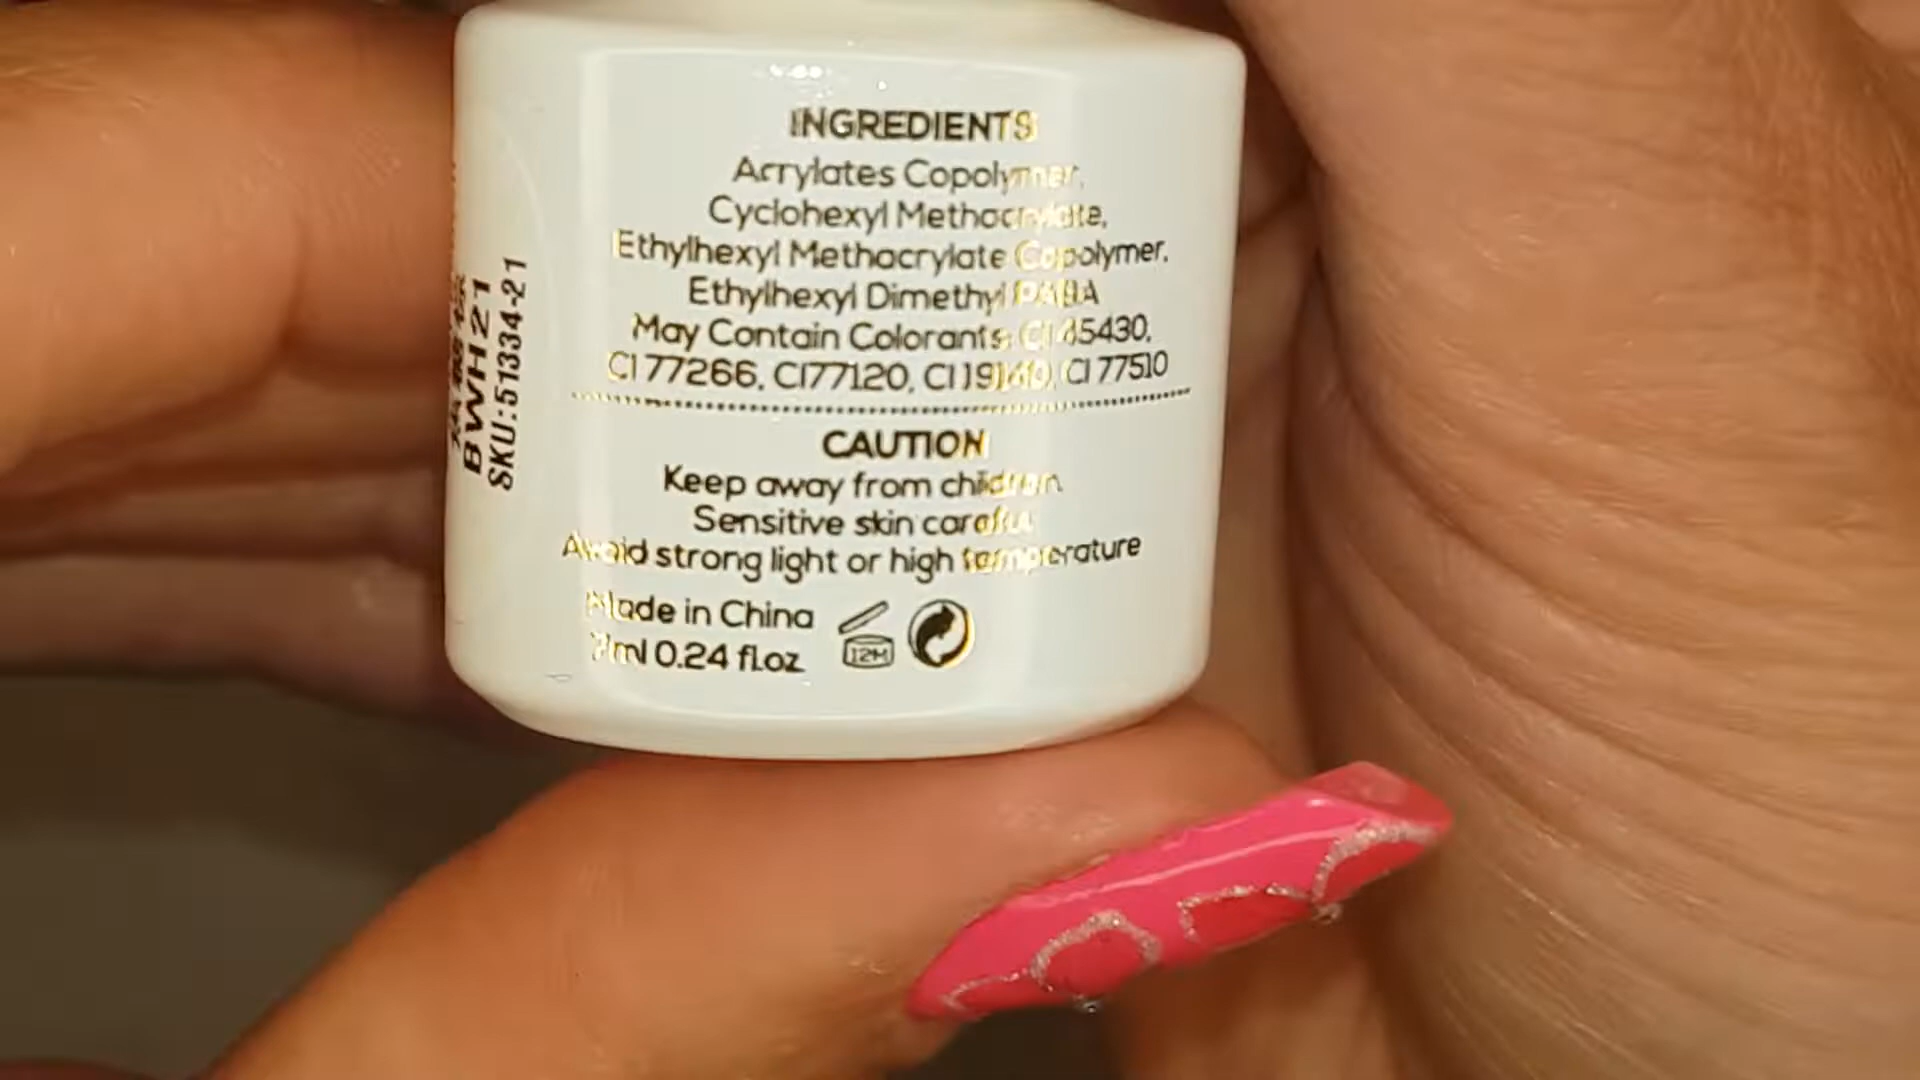 INGREDIENTS
Acrylates Copolymer,
Cyclohexyl Methacrylate,
Ethylhexyl Methacrylate Copolymer,
Ethylhexyl Dimethyl PABA
May Contain Colorants: CI 45430,
CI 77266, CI77120, CI 19140, CI 77510
CAUTION
Keep away from children.
Sensitive skin careful
Avoid strong light or high temperature
Made in China
7ml 0.24 fl.oz
12M
BWH21
SKU:51334-21